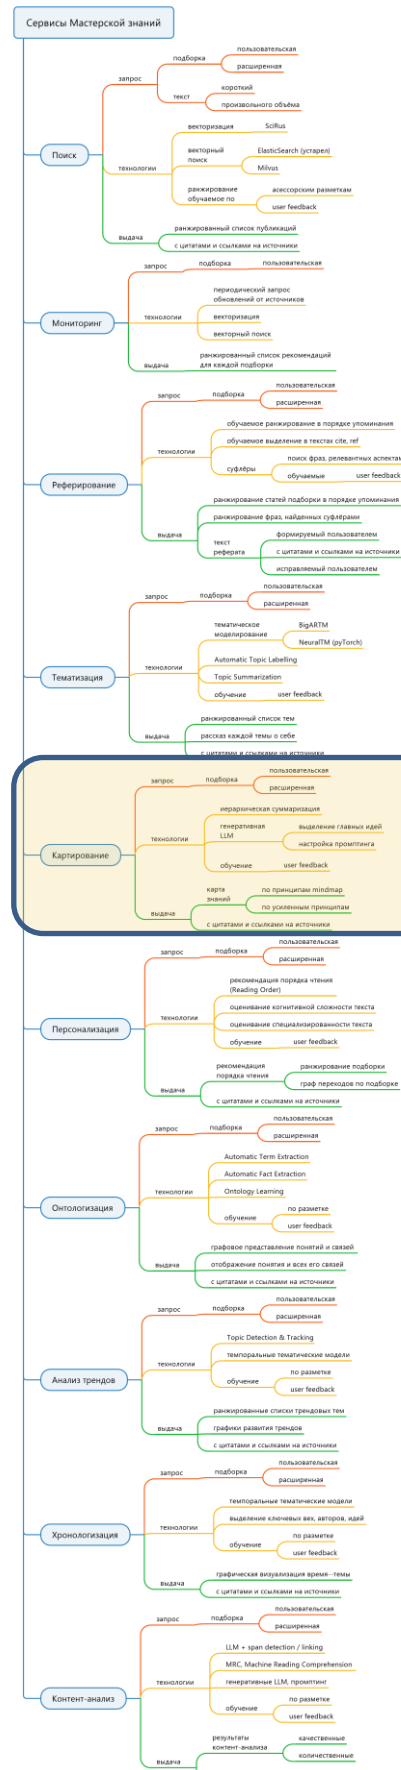 Сервисы Мастерской знаний
Поиск
запрос
подборка
пользовательская
расширенная
текст
короткий
произвольного объёма
технологии
векторизация
SciRus
векторный
поиск
ElasticSearch (устарел)
Milvus
ранжирование
обучаемое по
асессорским разметкам
user feedback
выдача
ранжированный список публикаций
с цитатами и ссылками на источники
Мониторинг
запрос
подборка
пользовательская
технологии
периодический запрос
обновлений от источников
векторизация
векторный поиск
выдача
ранжированный список рекомендаций
для каждой подборки
Реферирование
запрос
подборка
пользовательская
расширенная
технологии
обучаемое ранжирование в порядке упоминания
обучаемое выделение в текстах cite, ref
суфлёры
поиск фраз, релевантных аспектам
обучаемые
user feedback
выдача
ранжирование статей подборки в порядке упоминания
ранжирование фраз, найденных суфлёрами
текст
реферата
формируемый пользователем
с цитатами и ссылками на источники
исправляемый пользователем
Тематизация
запрос
подборка
пользовательская
расширенная
технологии
тематическое
моделирование
BigARTM
NeuralTM (pyTorch)
Automatic Topic Labelling
Topic Summarization
обучение
user feedback
выдача
ранжированный список тем
рассказ каждой темы о себе
с цитатами и ссылками на источники
Картирование
запрос
подборка
пользовательская
расширенная
технологии
иерархическая суммаризация
генеративная
LLM
выделение главных идей
настройка промптинга
обучение
user feedback
выдача
карта
знаний
по принципам mindmap
по усиленным принципам
с цитатами и ссылками на источники
Персонализация
запрос
подборка
пользовательская
расширенная
технологии
рекомендация порядка чтения
(Reading Order)
оценивание когнитивной сложности текста
оценивание специализированности текста
обучение
user feedback
выдача
рекомендация
порядка чтения
ранжирование подборки
граф переходов по подборке
с цитатами и ссылками на источники
Онтологизация
запрос
подборка
пользовательская
расширенная
технологии
Automatic Term Extraction
Automatic Fact Extraction
Ontology Learning
обучение
по разметке
user feedback
выдача
графовое представление понятий и связей
отображение понятия и всех его связей
с цитатами и ссылками на источники
Анализ трендов
запрос
подборка
пользовательская
расширенная
технологии
Topic Detection & Tracking
темпоральные тематические модели
обучение
по разметке
user feedback
выдача
ранжированные списки трендовых тем
графики развития трендов
с цитатами и ссылками на источники
Хронологизация
запрос
подборка
пользовательская
расширенная
технологии
темпоральные тематические модели
выделение ключевых вех, авторов, идей
обучение
по разметке
user feedback
выдача
графическая визуализация время--темы
с цитатами и ссылками на источники
Контент-анализ
запрос
подборка
пользовательская
расширенная
технологии
LLM + span detection / linking
MRC, Machine Reading Comprehension
генеративные LLM, промптинг
обучение
по разметке
user feedback
выдача
результаты
контент-анализа
качественные
количественные